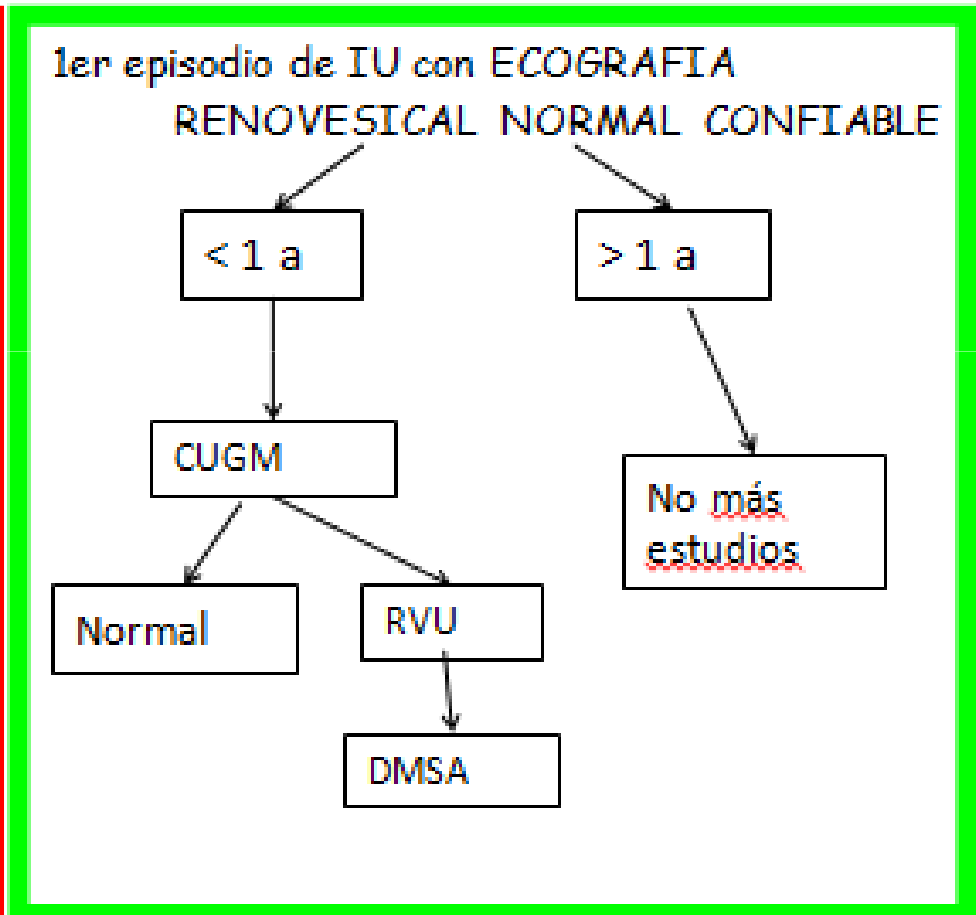 1er episodio de IU con ECOGRAFIA
RENOVESICAL NORMAL CONFIABLE
< 1 a
> 1 a
CUGM
No más
estudios
Normal
RVU
DMSA